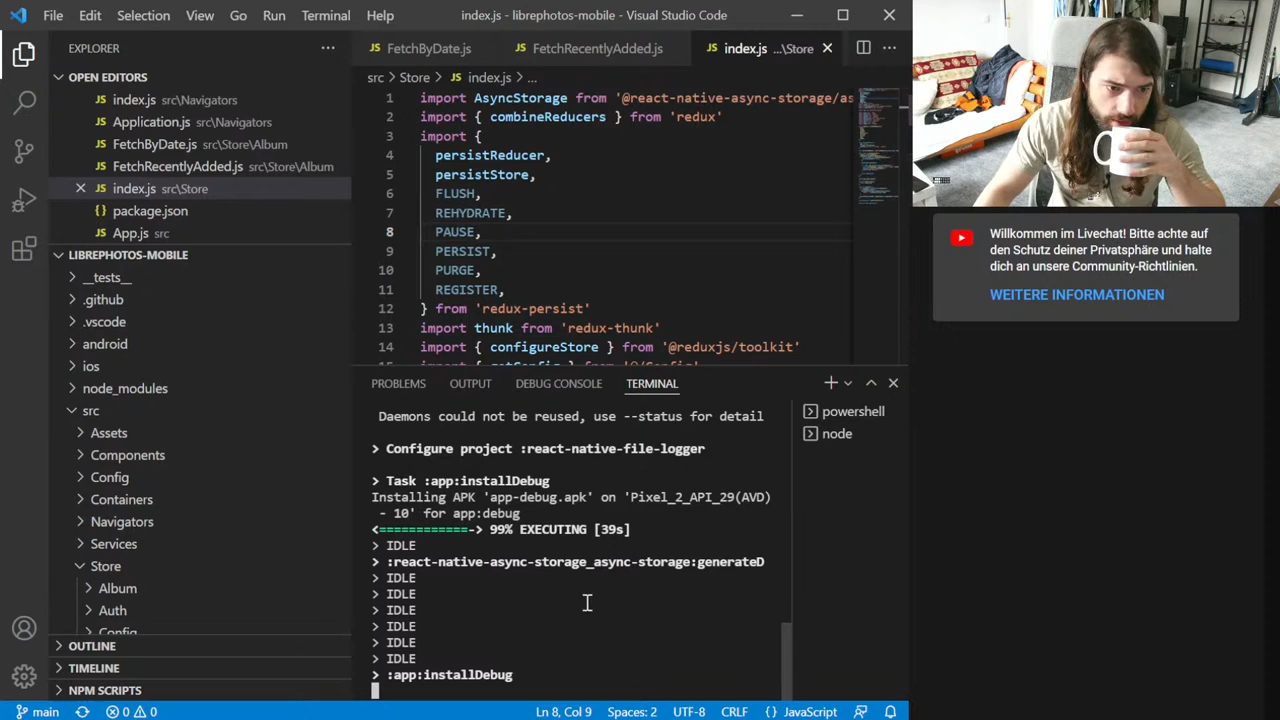 File Edit Selection View Go Run Terminal Help
index.js - librephotos-mobile - Visual Studio Code
EXPLORER
OPEN EDITORS
index.js src\Navigators
Application.js src\Navigators
FetchByDate.js src\Store\Album
FetchRecentlyAdded.js src\Store\Album
index.js src\Store
package.json
App.js src
LIBREPHOTOS-MOBILE
__tests__
.github
.vscode
android
ios
node_modules
src
Assets
Components
Config
Containers
Navigators
Services
Store
Album
Auth
Config
OUTLINE
TIMELINE
NPM SCRIPTS
FetchByDate.js FetchRecentlyAdded.js index.js ...\Store
src > Store > JS index.js > ...
1 import AsyncStorage from '@react-native-async-storage/as
2 import { combineReducers } from 'redux'
3 import {
4 persistReducer,
5 persistStore,
6 FLUSH,
7 REHYDRATE,
8 PAUSE,
9 PERSIST,
10 PURGE,
11 REGISTER,
12 } from 'redux-persist'
13 import thunk from 'redux-thunk'
14 import { configureStore } from '@reduxjs/toolkit'
15 import { getConfig } from '@/Config'
PROBLEMS OUTPUT DEBUG CONSOLE TERMINAL
Daemons could not be reused, use --status for detail
> Configure project :react-native-file-logger
> Task :app:installDebug
Installing APK 'app-debug.apk' on 'Pixel_2_API_29(AVD)
- 10' for app:debug
<============-> 99% EXECUTING [39s]
> IDLE
> :react-native-async-storage_async-storage:generateD
> IDLE
> IDLE
> IDLE
> IDLE
> IDLE
> IDLE
> :app:installDebug
powershell
node
main
0 0
Ln 8, Col 9 Spaces: 2 UTF-8 CRLF {} JavaScript
Willkommen im Livechat! Bitte achte auf
den Schutz deiner Privatsphäre und halte
dich an unsere Community-Richtlinien.
WEITERE INFORMATIONEN